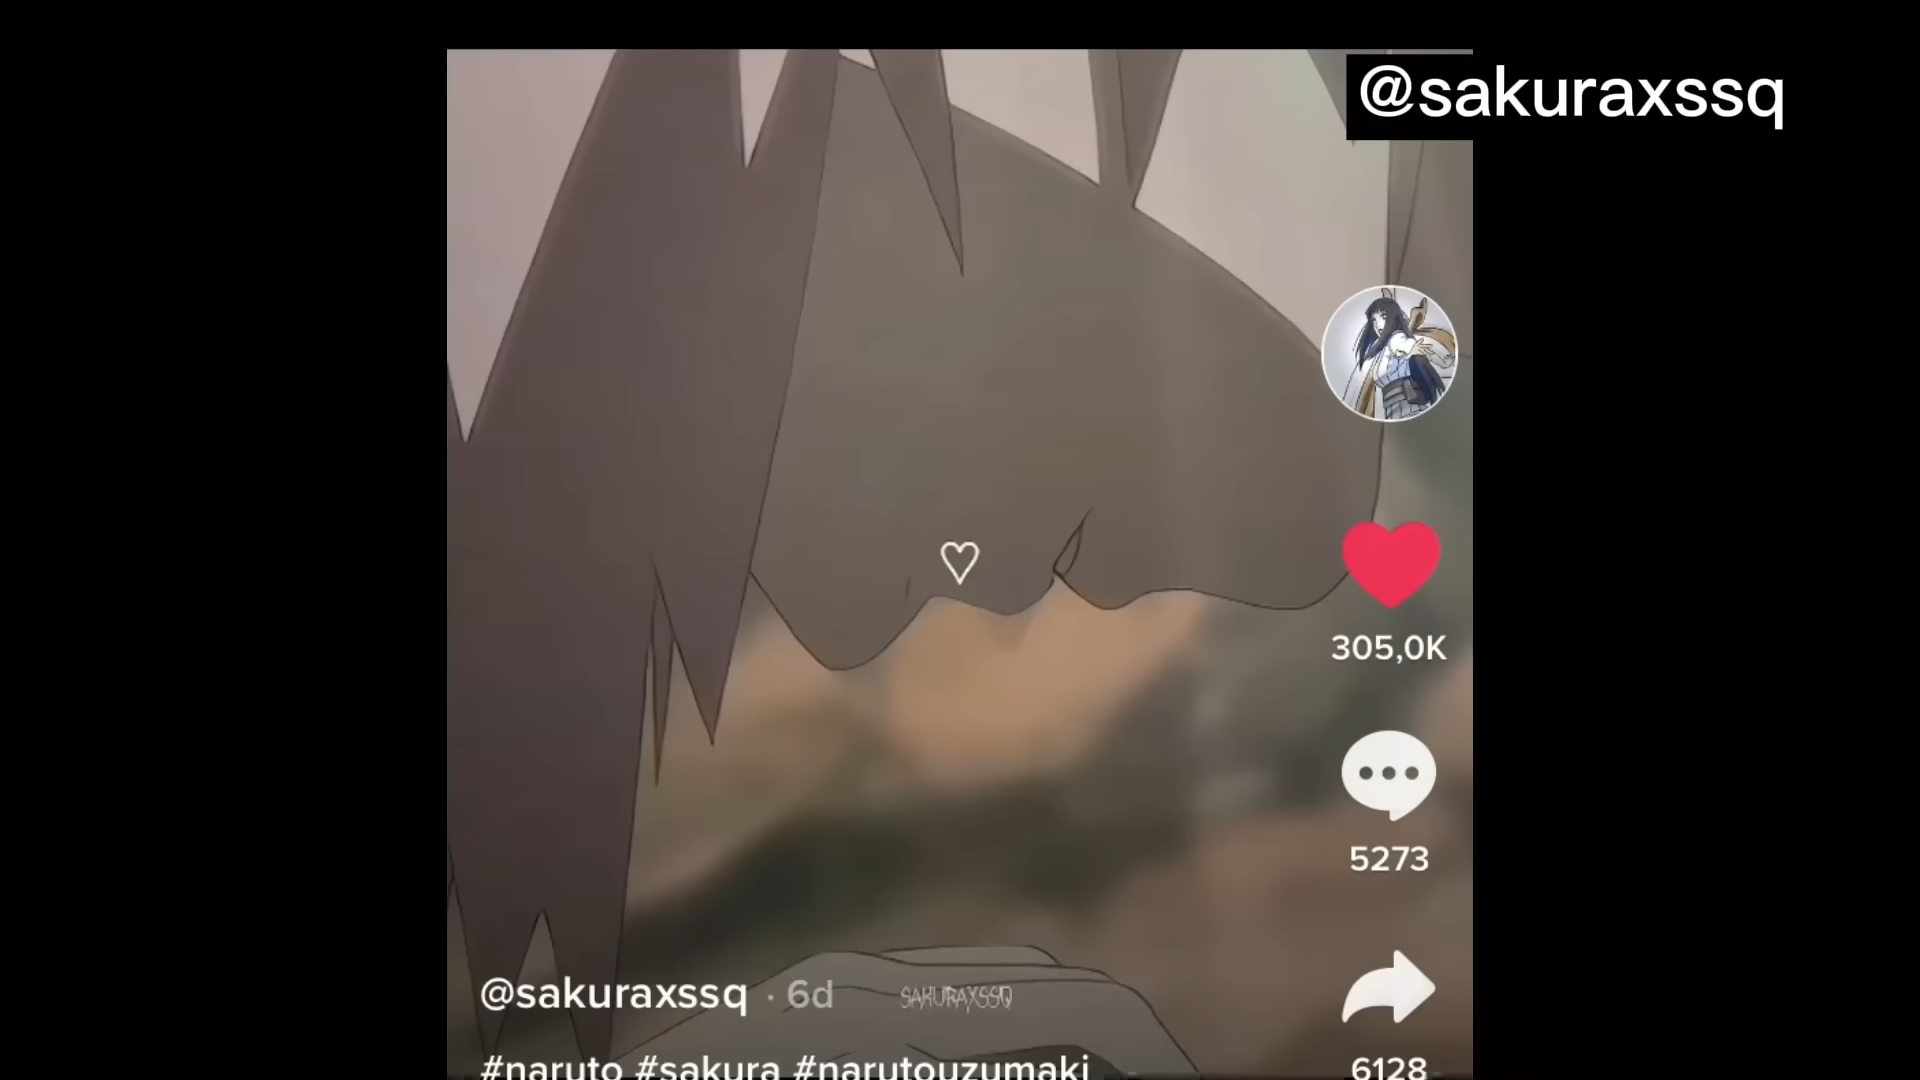 @sakuraxssq
305,0K
5273
@sakuraxssq · 6d
SAKURAXSSQ
6128
#naruto #sakura #narutouzumaki